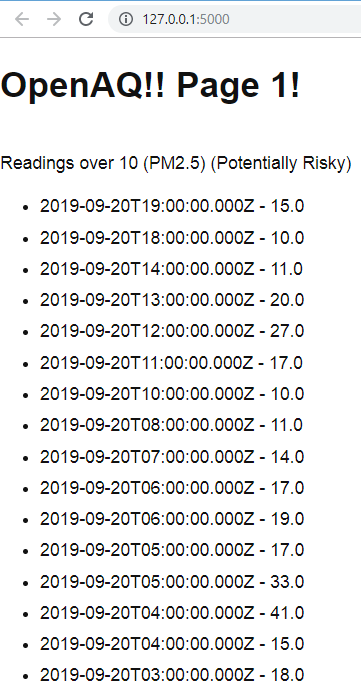 127.0.0.1:5000
OpenAQ!! Page 1!
Readings over 10 (PM2.5) (Potentially Risky)
2019-09-20T19:00:00.000Z - 15.0
2019-09-20T18:00:00.000Z - 10.0
2019-09-20T14:00:00.000Z - 11.0
2019-09-20T13:00:00.000Z - 20.0
2019-09-20T12:00:00.000Z - 27.0
2019-09-20T11:00:00.000Z - 17.0
2019-09-20T10:00:00.000Z - 10.0
2019-09-20T08:00:00.000Z - 11.0
2019-09-20T07:00:00.000Z - 14.0
2019-09-20T06:00:00.000Z - 17.0
2019-09-20T06:00:00.000Z - 19.0
2019-09-20T05:00:00.000Z - 17.0
2019-09-20T05:00:00.000Z - 33.0
2019-09-20T04:00:00.000Z - 41.0
2019-09-20T04:00:00.000Z - 15.0
2019-09-20T03:00:00.000Z - 18.0